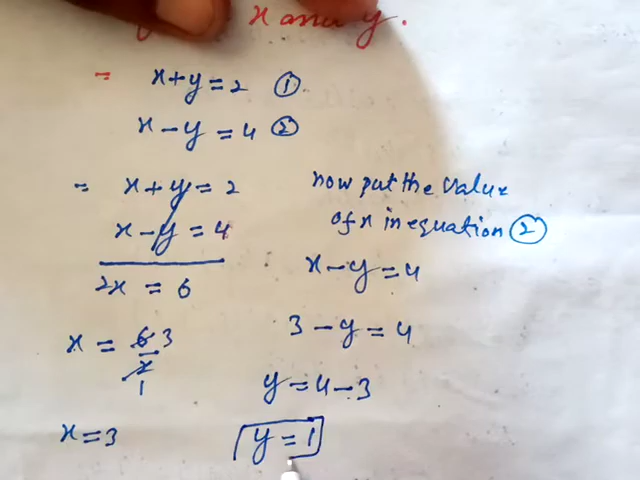 x and y.
= x+y=2 ①
x-y=4 ②
= x+y=2
x-y=4
2x = 6
x = 6 3
2
1
x=3
now put the value
of x in equation ②
x-y=4
3-y=4
y=4-3
y=1